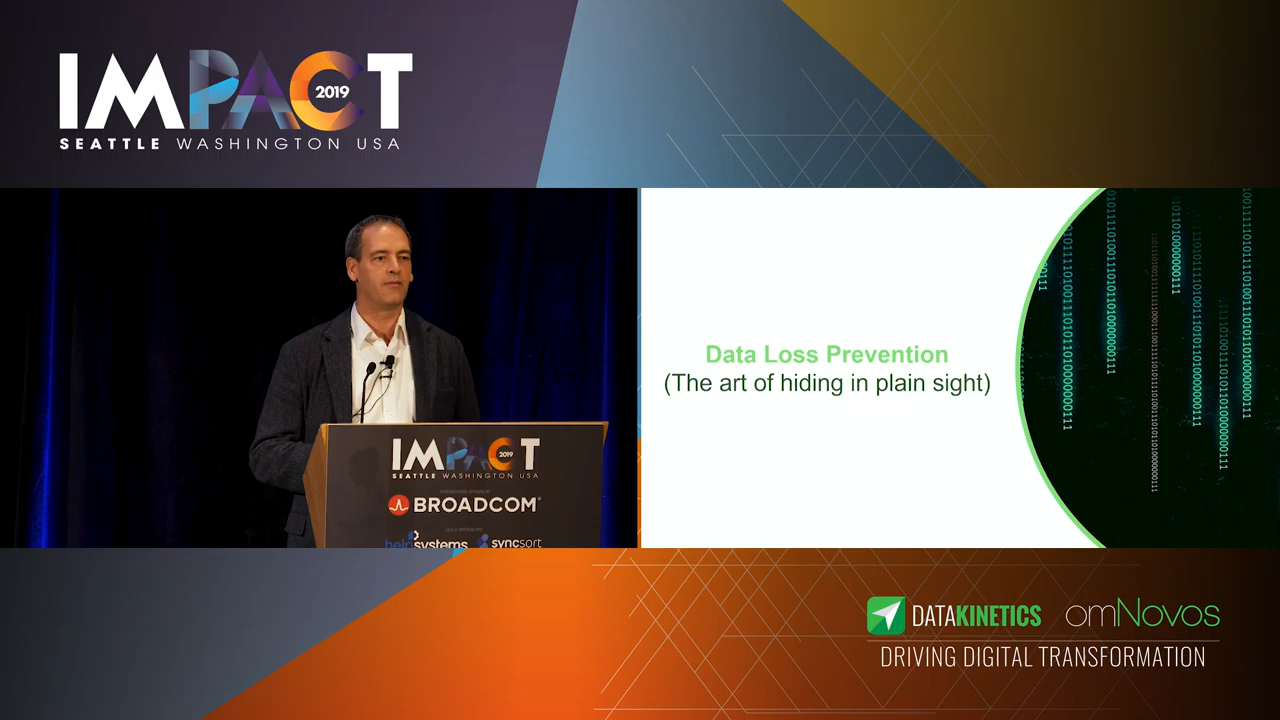 IMPACT
2019
SEATTLE WASHINGTON USA
Data Loss Prevention
(The art of hiding in plain sight)
IMPACT
2019
SEATTLE WASHINGTON USA
BROADCOM
helpsystems
syncsort
DATAKINETICS omNovos
DRIVING DIGITAL TRANSFORMATION